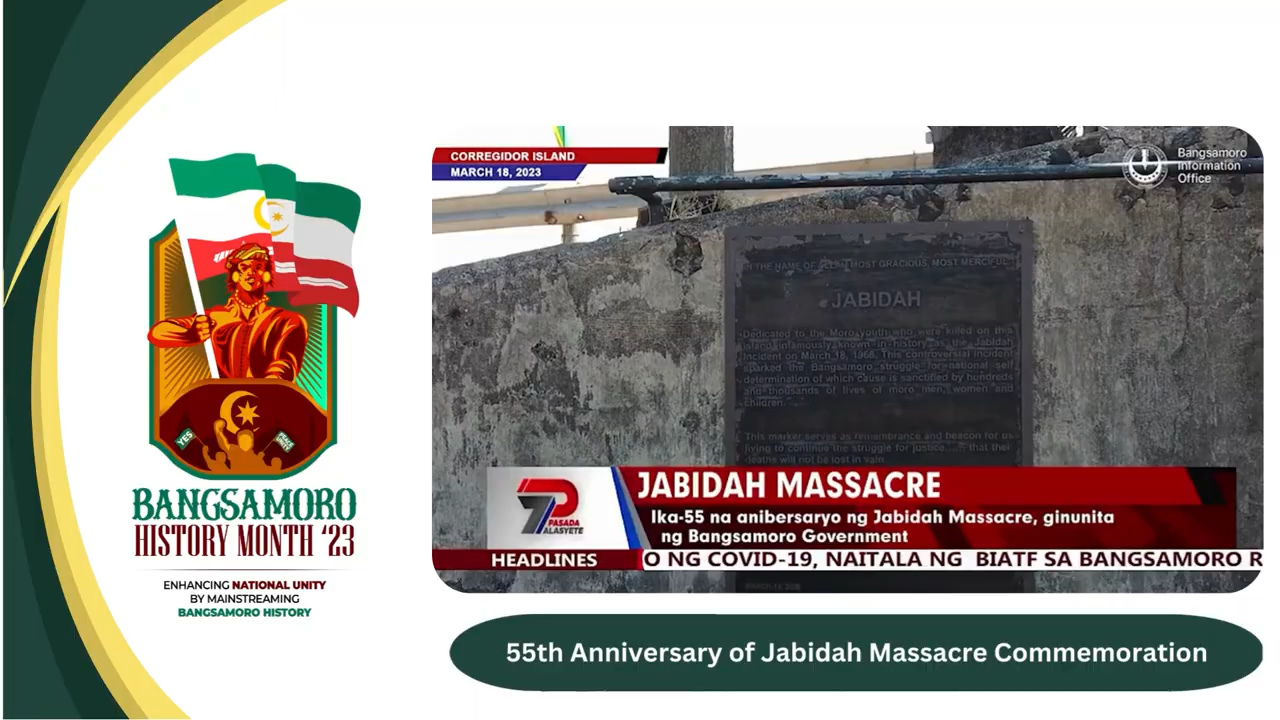 YES
PEACE UNITY
BANGSAMORO
HISTORY MONTH '23
ENHANCING NATIONAL UNITY
BY MAINSTREAMING
BANGSAMORO HISTORY
CORREGIDOR ISLAND
MARCH 18, 2023
Bangsamoro
Information
Office
IN THE NAME OF ALLAH MOST GRACIOUS, MOST MERCIFUL.
JABIDAH
Dedicated to the Moro youth who were killed on this
island infamously known in history as the Jabidah
Incident on March 18, 1968. This controversial incident
sparked the Bangsamoro struggle for national self
determination of which cause is sanctified by hundreds
and thousands of lives of moro men, women and
children.
This marker serves as remembrance and beacon for us
living to continue the struggle for justice...... that their
deaths will not be lost in vain.
7P
PASADA
ALASYETE
JABIDAH MASSACRE
Ika-55 na anibersaryo ng Jabidah Massacre, ginunita
ng Bangsamoro Government
HEADLINES
O NG COVID-19, NAITALA NG BIATF SA BANGSAMORO R
55th Anniversary of Jabidah Massacre Commemoration